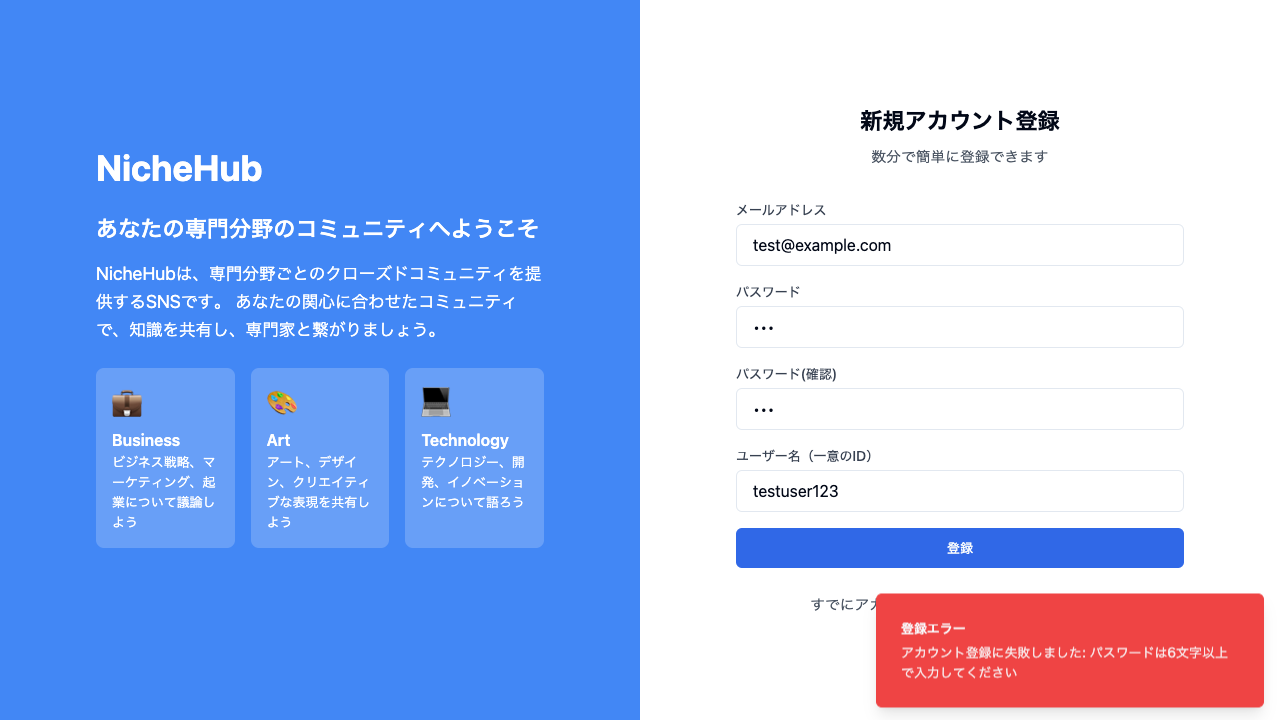 NicheHub
あなたの専門分野のコミュニティへようこそ
NicheHubは、専門分野ごとのクローズドコミュニティを提
供するSNSです。 あなたの関心に合わせたコミュニティ
で、知識を共有し、専門家と繋がりましょう。
Business
ビジネス戦略、マ
ーケティング、起
業について議論し
よう
Art
アート、デザイ
ン、クリエイティ
ブな表現を共有し
よう
Technology
テクノロジー、開
発、イノベーショ
ンについて語ろう
新規アカウント登録
数分で簡単に登録できます
メールアドレス
test@example.com
パスワード
•••
パスワード(確認)
•••
ユーザー名（一意のID）
testuser123
登録
すでにアカ
登録エラー
アカウント登録に失敗しました: パスワードは6文字以上
で入力してください